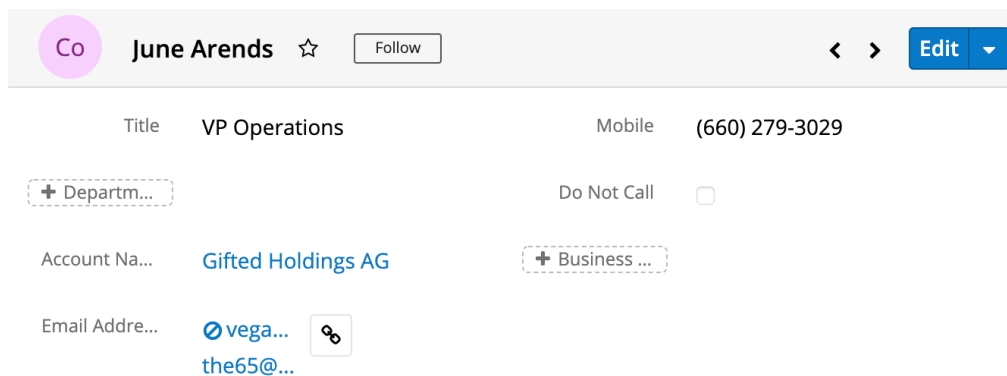 Co June Arends Follow Edit
Title VP Operations Mobile (660) 279-3029
Departm... Do Not Call
Account Na... Gifted Holdings AG Business ...
Email Addre... vega...
the65@...